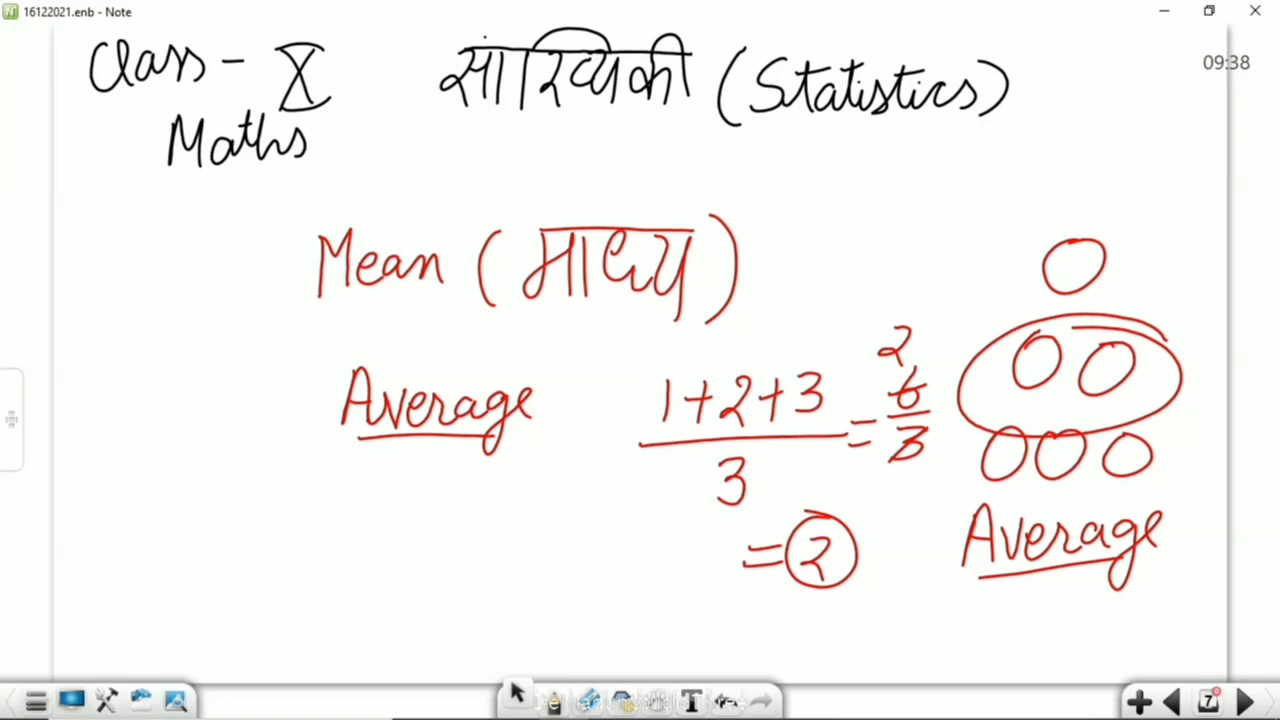 16122021.enb - Note
09:38
Class - X सांख्यिकी (Statistics)
Maths
Mean (माध्य)
Average
1+2+3
3
=
2
6
3
= 2
Average
T
7